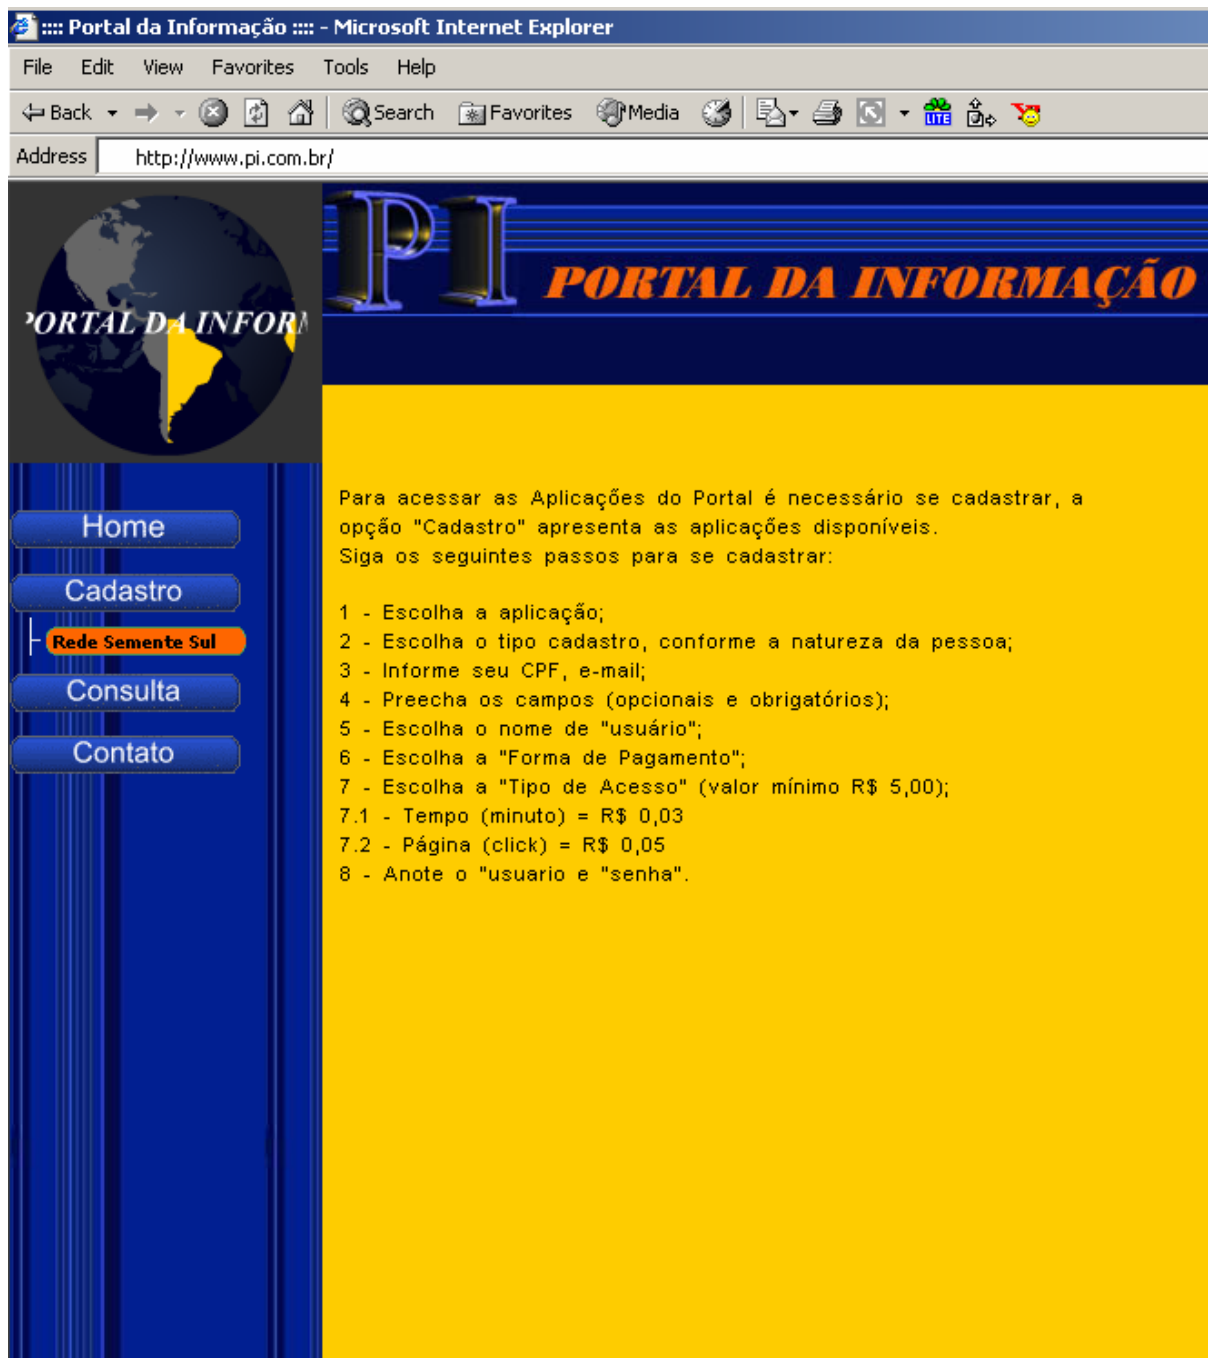 :::: Portal da Informação :::: - Microsoft Internet Explorer
File Edit View Favorites Tools Help
Back Search Favorites Media LITE
Address http://www.pi.com.br/
PI
PORTAL DA INFORMAÇÃO
PORTAL DA INFORM
Home
Cadastro
Rede Semente Sul
Consulta
Contato
Para acessar as Aplicações do Portal é necessário se cadastrar, a
opção "Cadastro" apresenta as aplicações disponíveis.
Siga os seguintes passos para se cadastrar:
1 - Escolha a aplicação;
2 - Escolha o tipo cadastro, conforme a natureza da pessoa;
3 - Informe seu CPF, e-mail;
4 - Preecha os campos (opcionais e obrigatórios);
5 - Escolha o nome de "usuário";
6 - Escolha a "Forma de Pagamento";
7 - Escolha a "Tipo de Acesso" (valor mínimo R$ 5,00);
7.1 - Tempo (minuto) = R$ 0,03
7.2 - Página (click) = R$ 0,05
8 - Anote o "usuario e "senha".